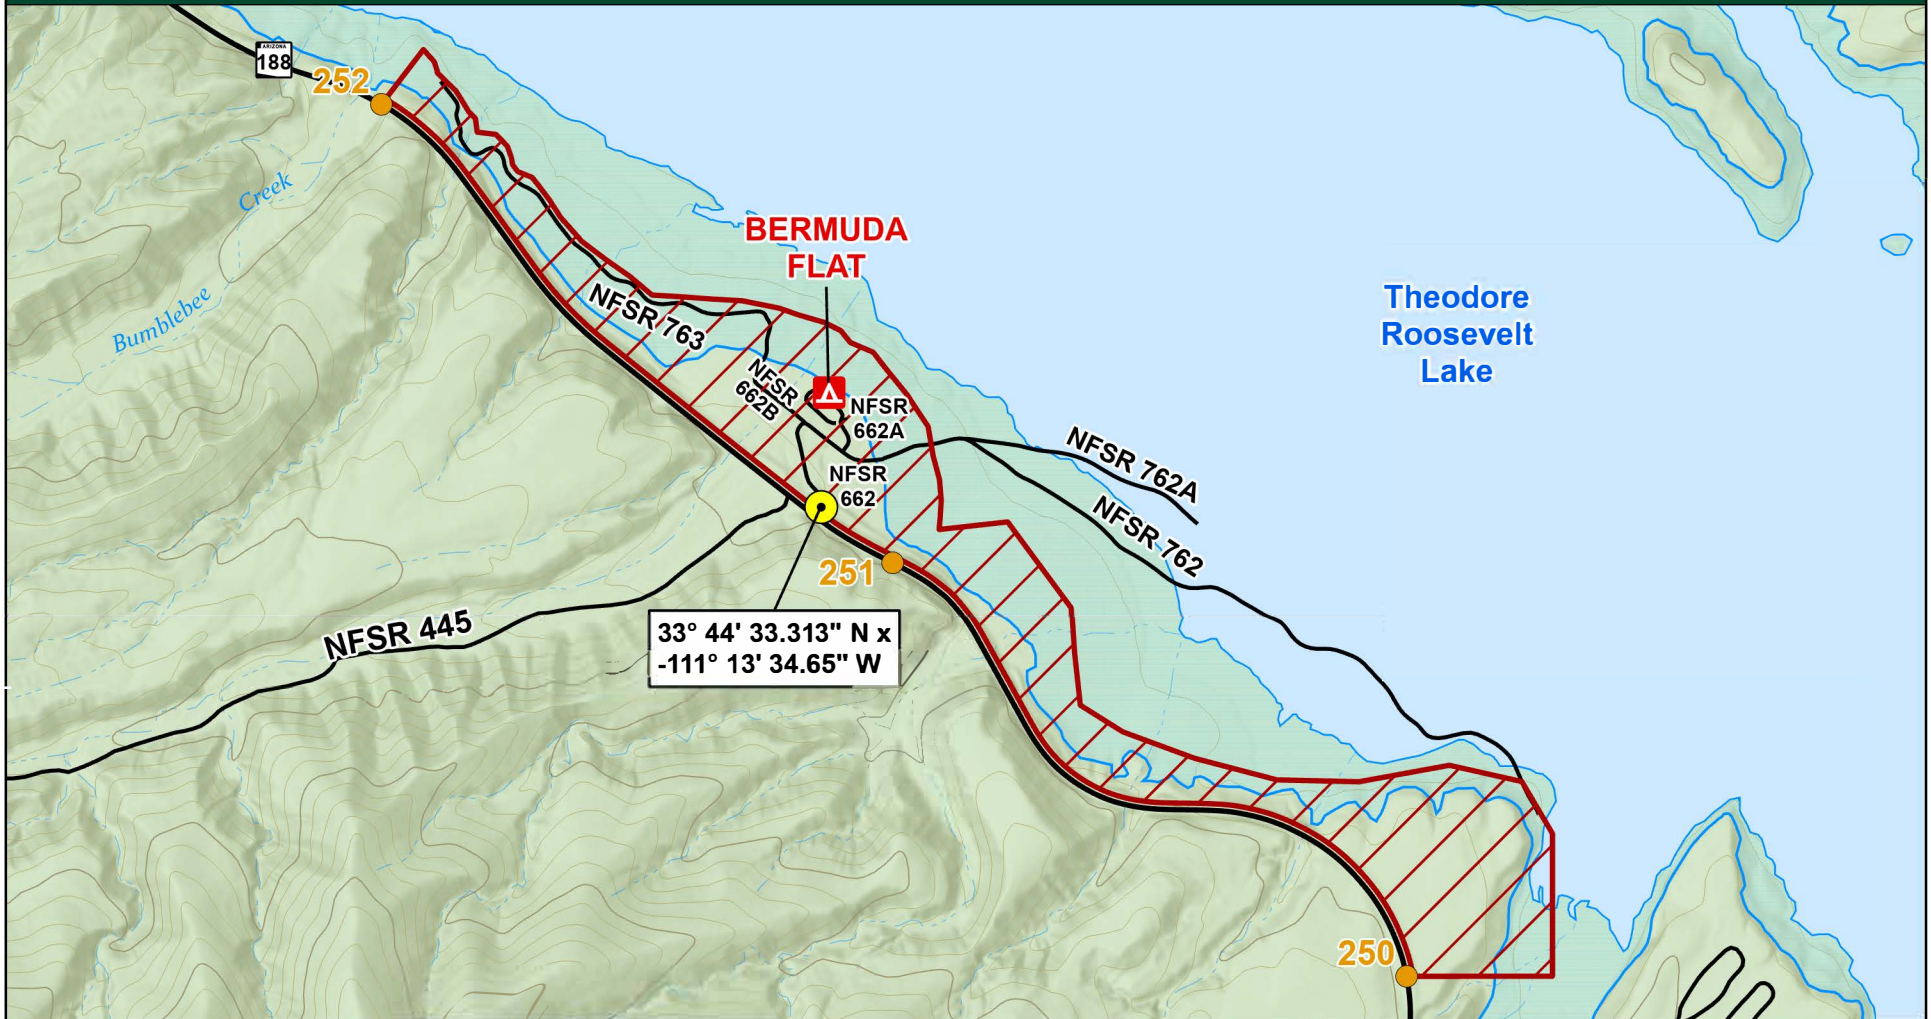 ARIZONA
188
252
Creek
Bumblebee
BERMUDA
FLAT
Theodore
Roosevelt
Lake
NFSR 763
NFSR
662B
NFSR
662A
NFSR
662
NFSR 762A
NFSR 762
251
NFSR 445
33° 44' 33.313" N x
-111° 13' 34.65" W
250